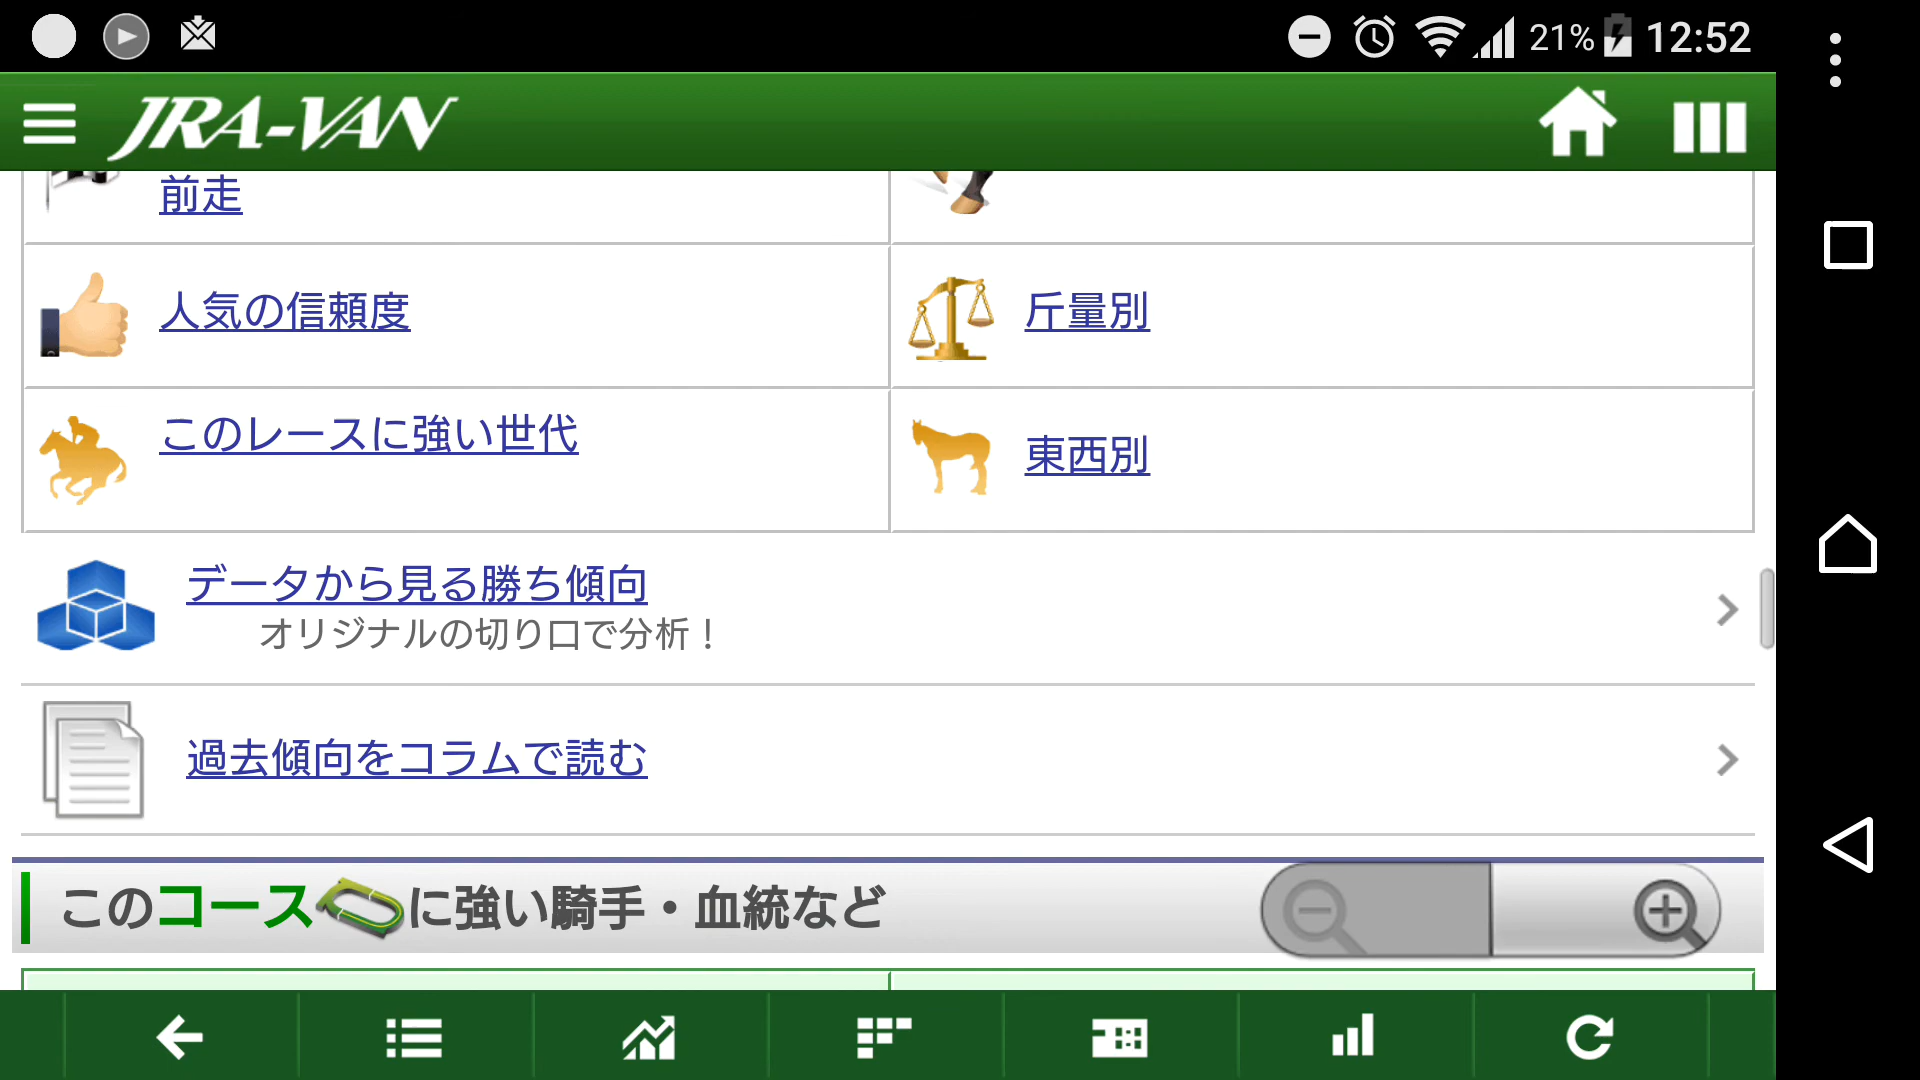 21% 12:52
JRA-VAN
前走
人気の信頼度
斤量別
このレースに強い世代
東西別
データから見る勝ち傾向
オリジナルの切り口で分析！
過去傾向をコラムで読む
このコースに強い騎手・血統など